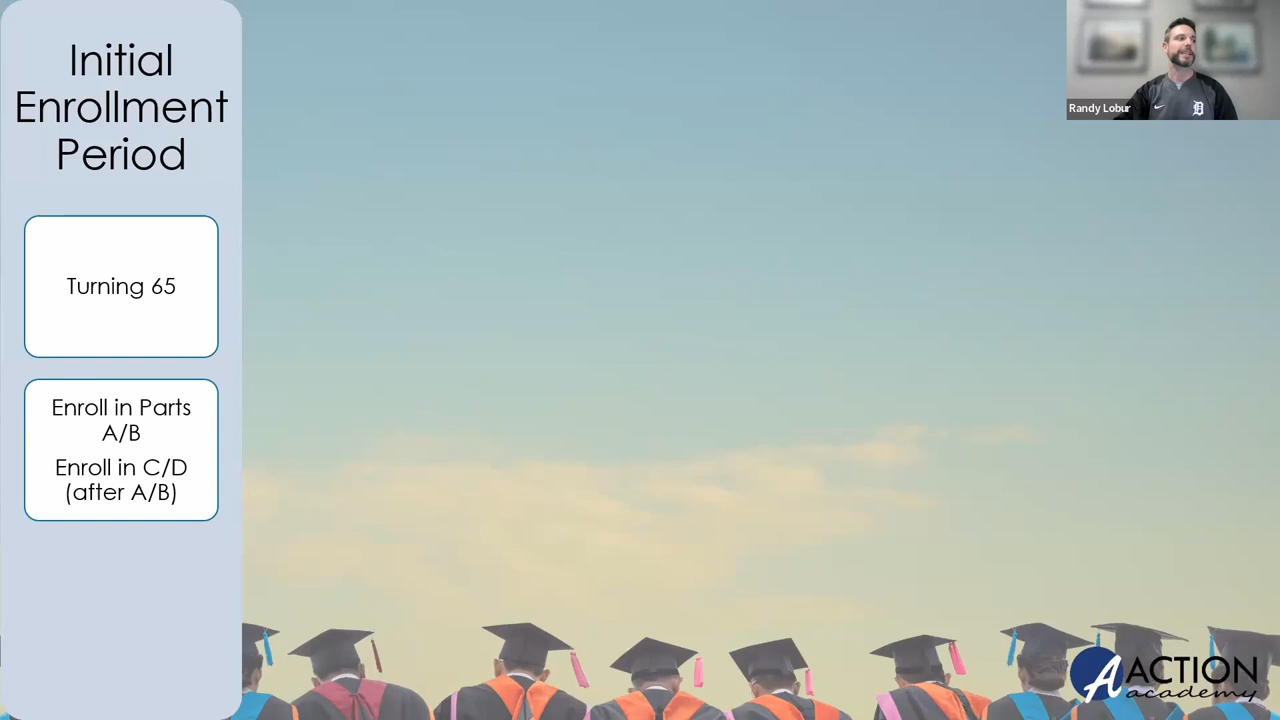 Initial
Enrollment
Period
Turning 65
Enroll in Parts
A/B
Enroll in C/D
(after A/B)
Randy Lobur
A ACTION
academy